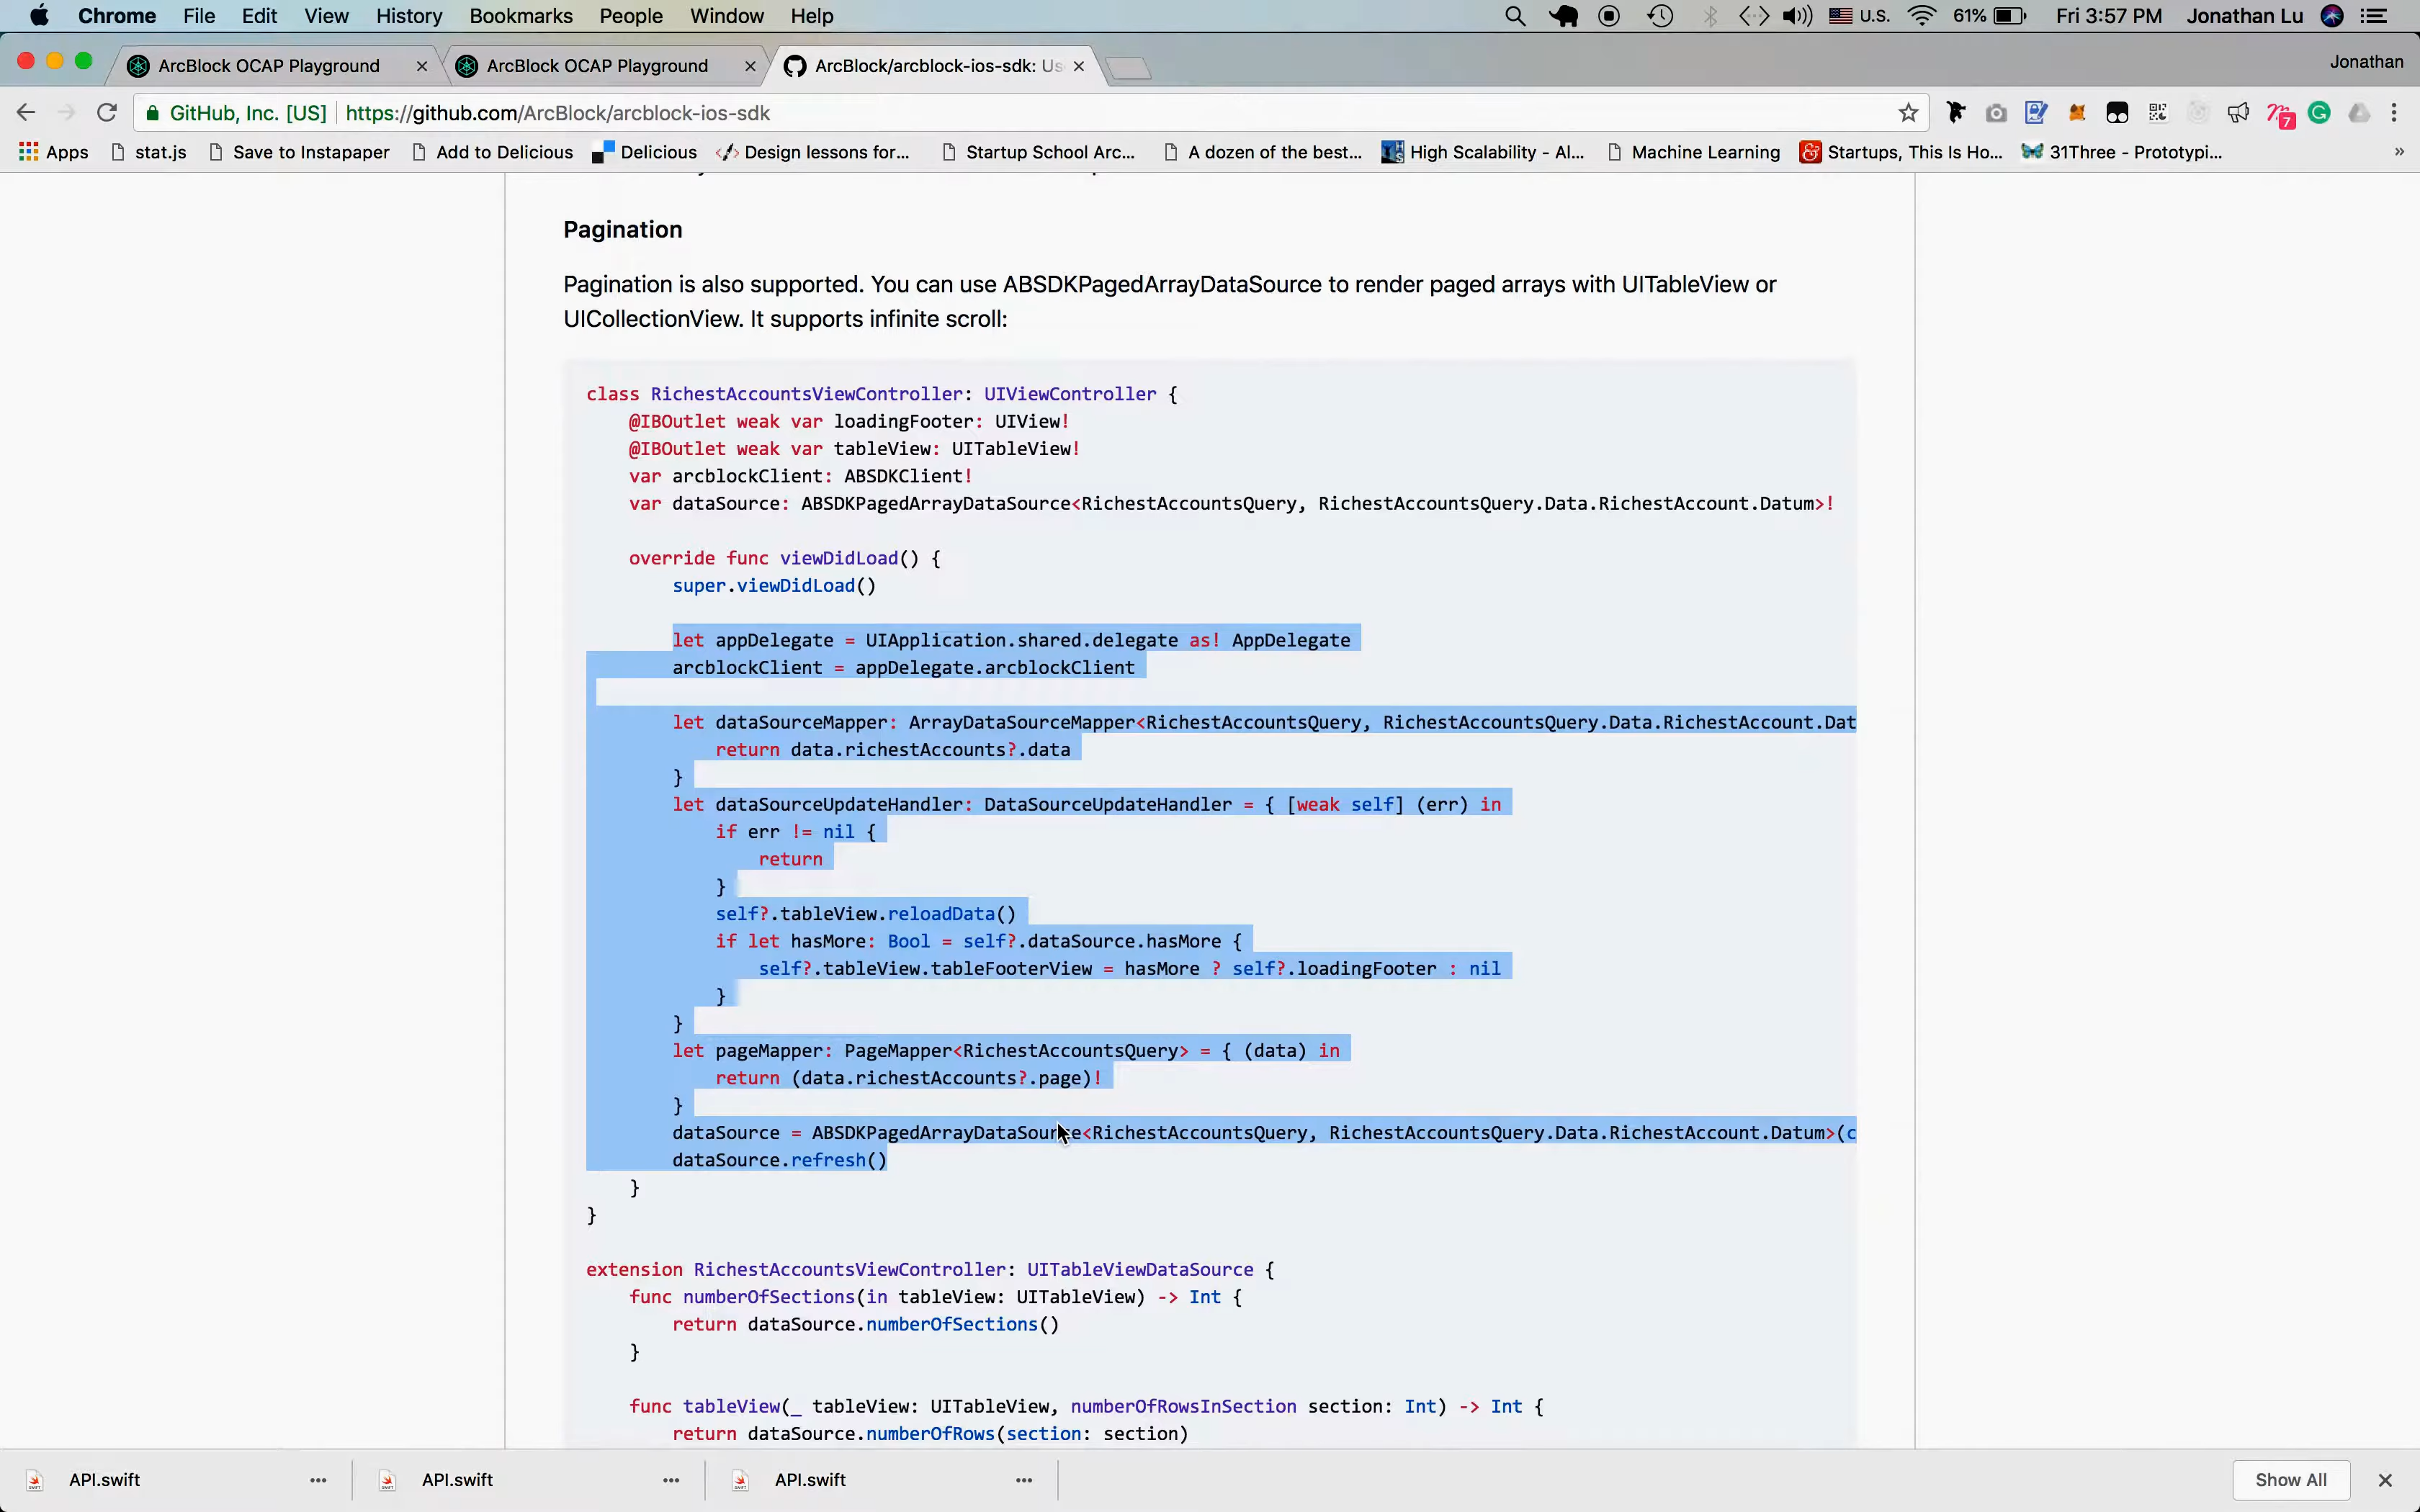 Chrome File Edit View History Bookmarks People Window Help U.S. 61% Fri 3:57 PM Jonathan Lu
ArcBlock OCAP Playground ArcBlock OCAP Playground ArcBlock/arcblock-ios-sdk: Us Jonathan
GitHub, Inc. [US] https://github.com/ArcBlock/arcblock-ios-sdk 7
Apps stat.js Save to Instapaper Add to Delicious Delicious Design lessons for... Startup School Arc... A dozen of the best... High Scalability - Al... Machine Learning Startups, This Is Ho... 31Three - Prototypi... »
Pagination
Pagination is also supported. You can use ABSDKPagedArrayDataSource to render paged arrays with UITableView or
UICollectionView. It supports infinite scroll:
class RichestAccountsViewController: UIViewController {
@IBOutlet weak var loadingFooter: UIView!
@IBOutlet weak var tableView: UITableView!
var arcblockClient: ABSDKClient!
var dataSource: ABSDKPagedArrayDataSource<RichestAccountsQuery, RichestAccountsQuery.Data.RichestAccount.Datum>!
override func viewDidLoad() {
super.viewDidLoad()
let appDelegate = UIApplication.shared.delegate as! AppDelegate
arcblockClient = appDelegate.arcblockClient
let dataSourceMapper: ArrayDataSourceMapper<RichestAccountsQuery, RichestAccountsQuery.Data.RichestAccount.Dat
return data.richestAccounts?.data
}
let dataSourceUpdateHandler: DataSourceUpdateHandler = { [weak self] (err) in
if err != nil {
return
}
self?.tableView.reloadData()
if let hasMore: Bool = self?.dataSource.hasMore {
self?.tableView.tableFooterView = hasMore ? self?.loadingFooter : nil
}
}
let pageMapper: PageMapper<RichestAccountsQuery> = { (data) in
return (data.richestAccounts?.page)!
}
dataSource = ABSDKPagedArrayDataSource<RichestAccountsQuery, RichestAccountsQuery.Data.RichestAccount.Datum>(c
dataSource.refresh()
}
}
extension RichestAccountsViewController: UITableViewDataSource {
func numberOfSections(in tableView: UITableView) -> Int {
return dataSource.numberOfSections()
}
func tableView(_ tableView: UITableView, numberOfRowsInSection section: Int) -> Int {
return dataSource.numberOfRows(section: section)
API.swift API.swift API.swift Show All